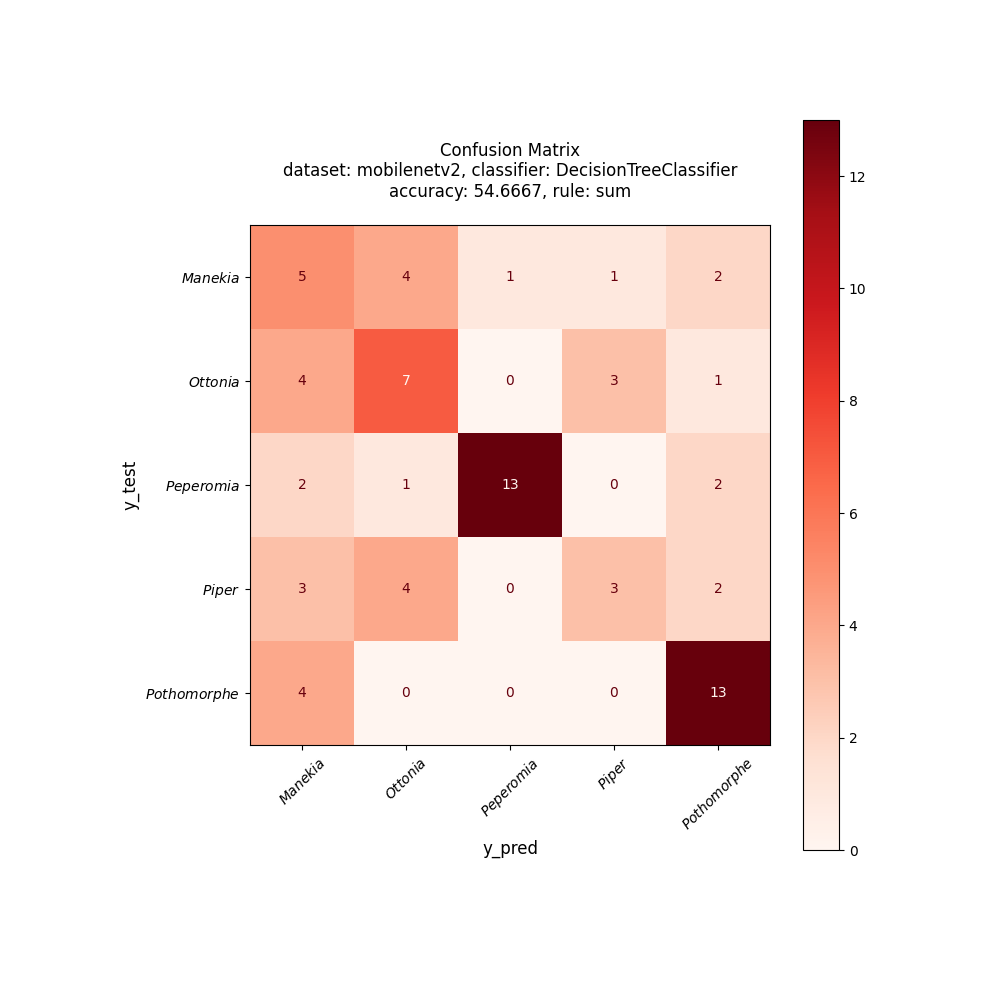 Confusion Matrix
dataset: mobilenetv2, classifier: DecisionTreeClassifier
accuracy: 54.6667, rule: sum
Manekia 5 4 1 1 2
Ottonia 4 7 0 3 1
Peperomia 2 1 13 0 2
Piper 3 4 0 3 2
Pothomorphe 4 0 0 0 13
y_test
Manekia Ottonia Peperomia Piper Pothomorphe
y_pred
12
10
8
6
4
2
0